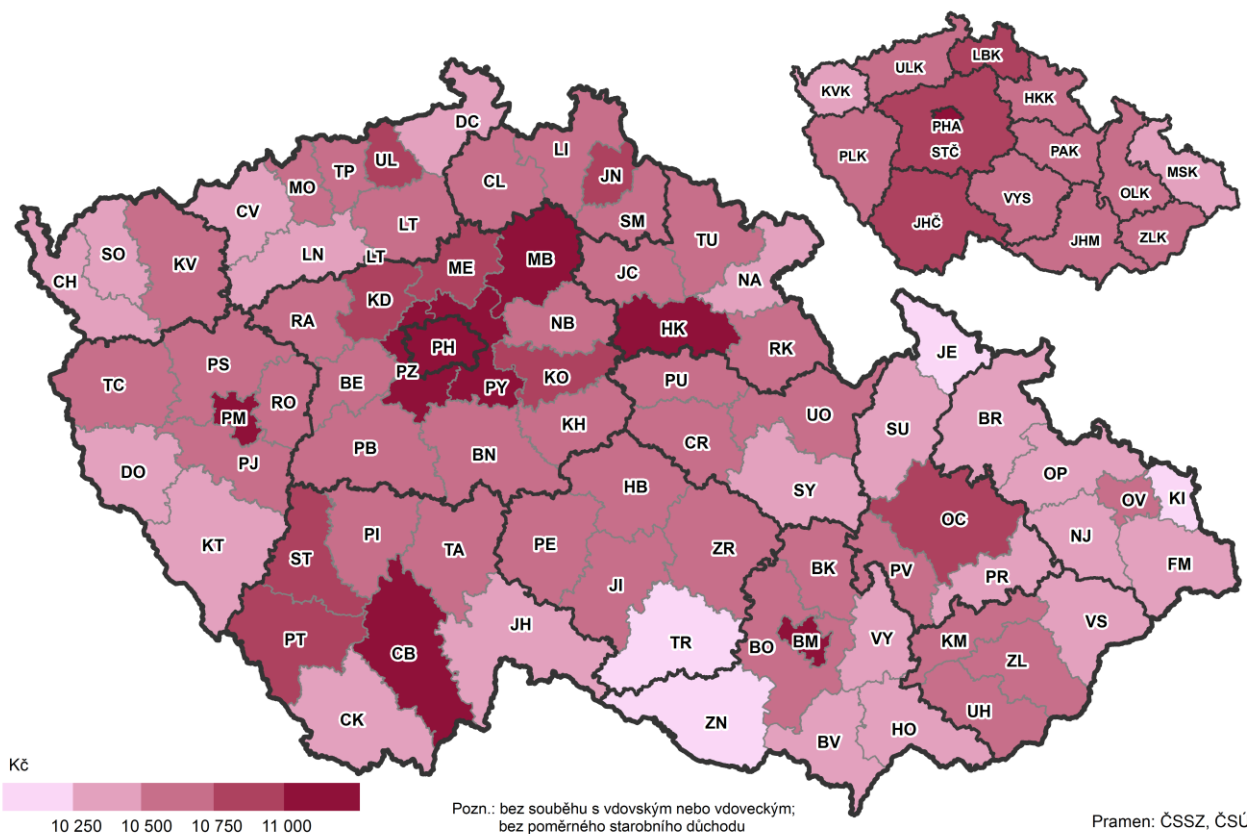 LBK
ULK
KVK
HKK
PHA
STČ
PAK
PLK
MSK
OLK
VYS
JHČ
JHM
ZLK
DC
UL
LI
TP
JN
MO
CL
CV
LT
SM
SO
LN
LT
TU
KV
ME
MB
CH
JC
NA
KD
RA
NB
HK
PH
RK
JE
PS
TC
BE
PZ
PY
KO
PU
PM
RO
UO
KH
SU
BR
DO
PJ
PB
BN
CR
OP
HB
SY
OV
KI
KT
OC
ST
PI
TA
PE
ZR
NJ
FM
JI
BK
PV
PR
PT
CB
JH
TR
BO
BM
VY
KM
VS
ZL
CK
ZN
BV
HO
UH
Kč
10 250 10 500 10 750 11 000
Pozn.: bez souběhu s vdovským nebo vdoveckým;
bez poměrného starobního důchodu
Pramen: ČSSZ, ČSÚ